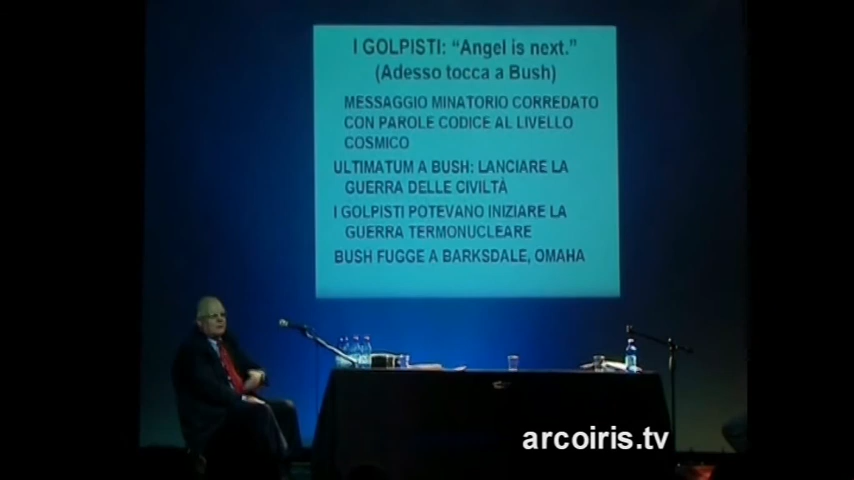 I GOLPISTI: “Angel is next.”
(Adesso tocca a Bush)
MESSAGGIO MINATORIO CORREDATO
CON PAROLE CODICE AL LIVELLO
COSMICO
ULTIMATUM A BUSH: LANCIARE LA
GUERRA DELLE CIVILTÀ
I GOLPISTI POTEVANO INIZIARE LA
GUERRA TERMONUCLEARE
BUSH FUGGE A BARKSDALE, OMAHA
arcoiris.tv